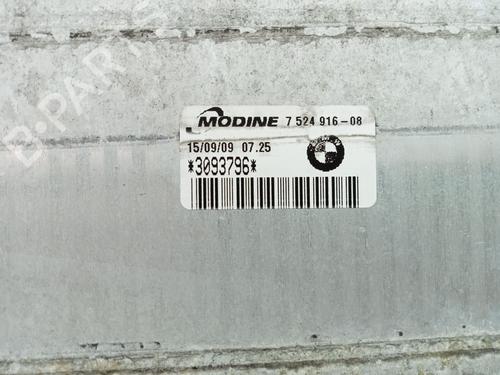 MODINE 7 524 916-08
15/09/09 07.25
*3093796*
B-PARTS